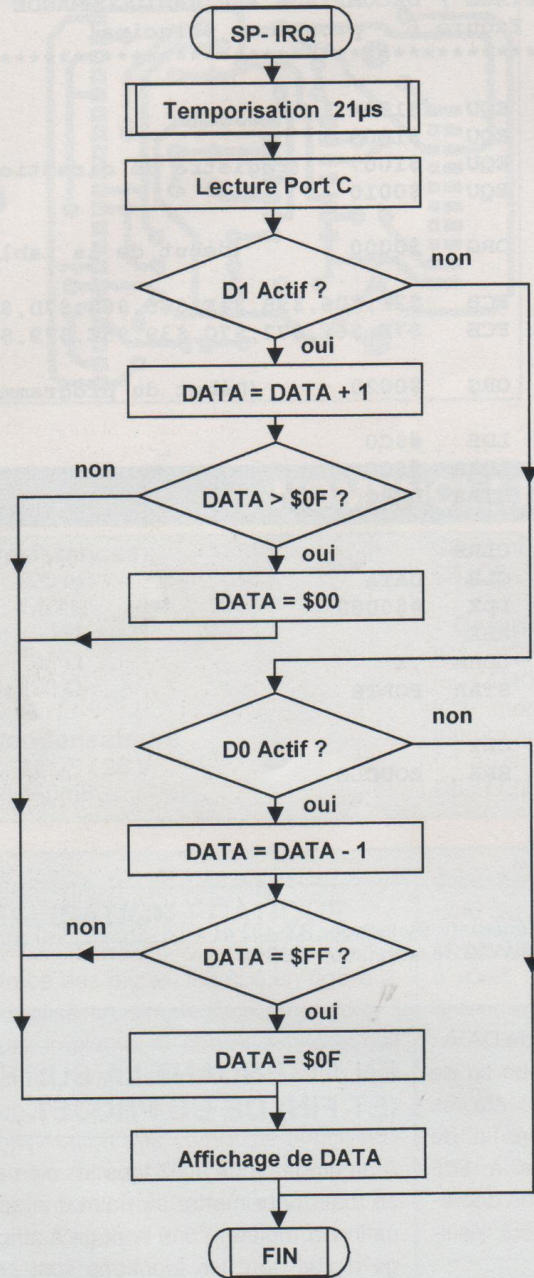 SP- IRQ
Temporisation 21µs
Lecture Port C
non
D1 Actif ?
oui
DATA = DATA + 1
non
DATA > $0F ?
oui
DATA = $00
non
D0 Actif ?
oui
DATA = DATA - 1
non
DATA = $FF ?
oui
DATA = $0F
Affichage de DATA
FIN